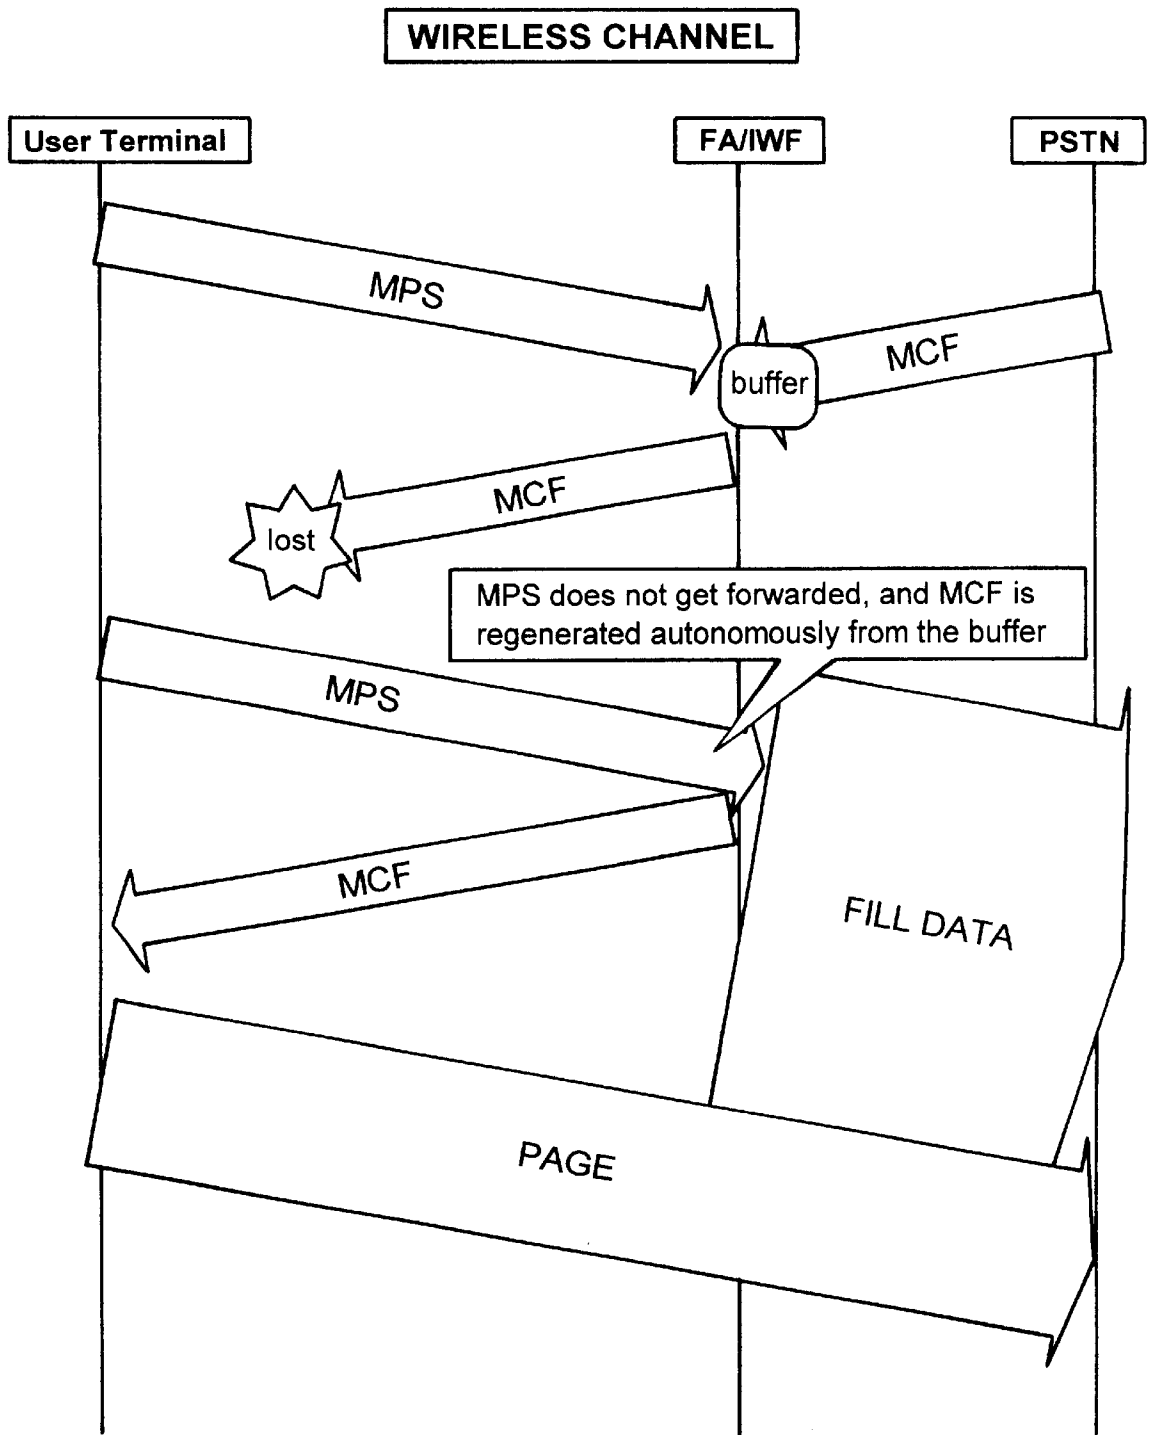 WIRELESS CHANNEL
User Terminal
FA/IWF
PSTN
MPS
MCF
buffer
MCF
lost
MPS does not get forwarded, and MCF is
regenerated autonomously from the buffer
MPS
MCF
FILL DATA
PAGE